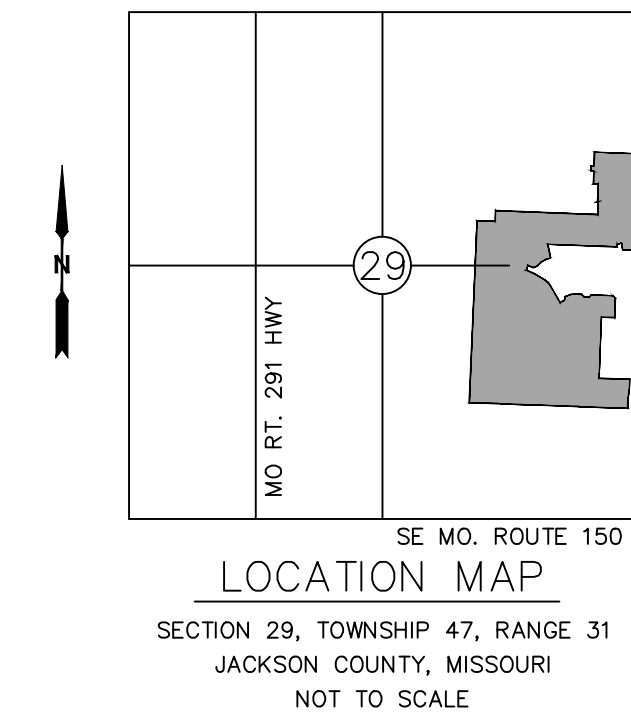 N
29
MO RT. 291 HWY
SE MO. ROUTE 150
LOCATION MAP
SECTION 29, TOWNSHIP 47, RANGE 31
JACKSON COUNTY, MISSOURI
NOT TO SCALE